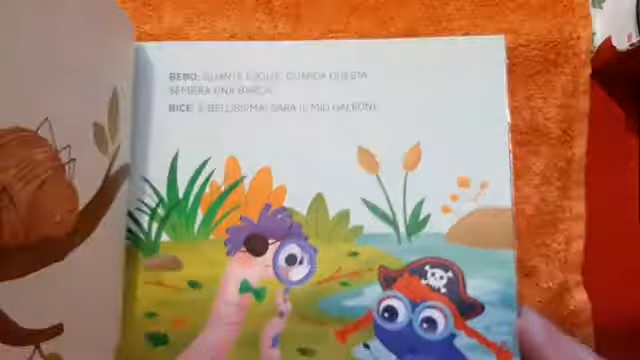 BEBO: QUANTE FOGLIE. GUARDA QUESTA
SEMBRA UNA BARCA.
BICE: È BELLISSIMA! SARÀ IL MIO GALEONE.